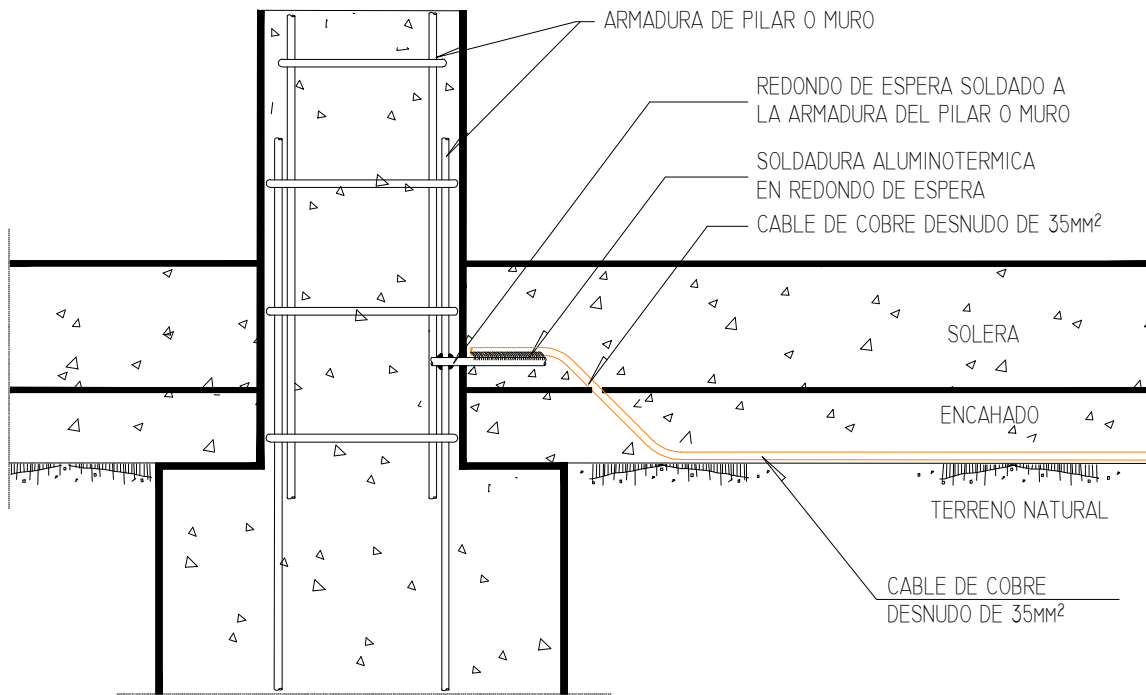 ARMADURA DE PILAR O MURO
REDONDO DE ESPERA SOLDADO A
LA ARMADURA DEL PILAR O MURO
SOLDADURA ALUMINOTERMICA
EN REDONDO DE ESPERA
CABLE DE COBRE DESNUDO DE 35MM²
SOLERA
ENCAHADO
TERRENO NATURAL
CABLE DE COBRE
DESNUDO DE 35MM²